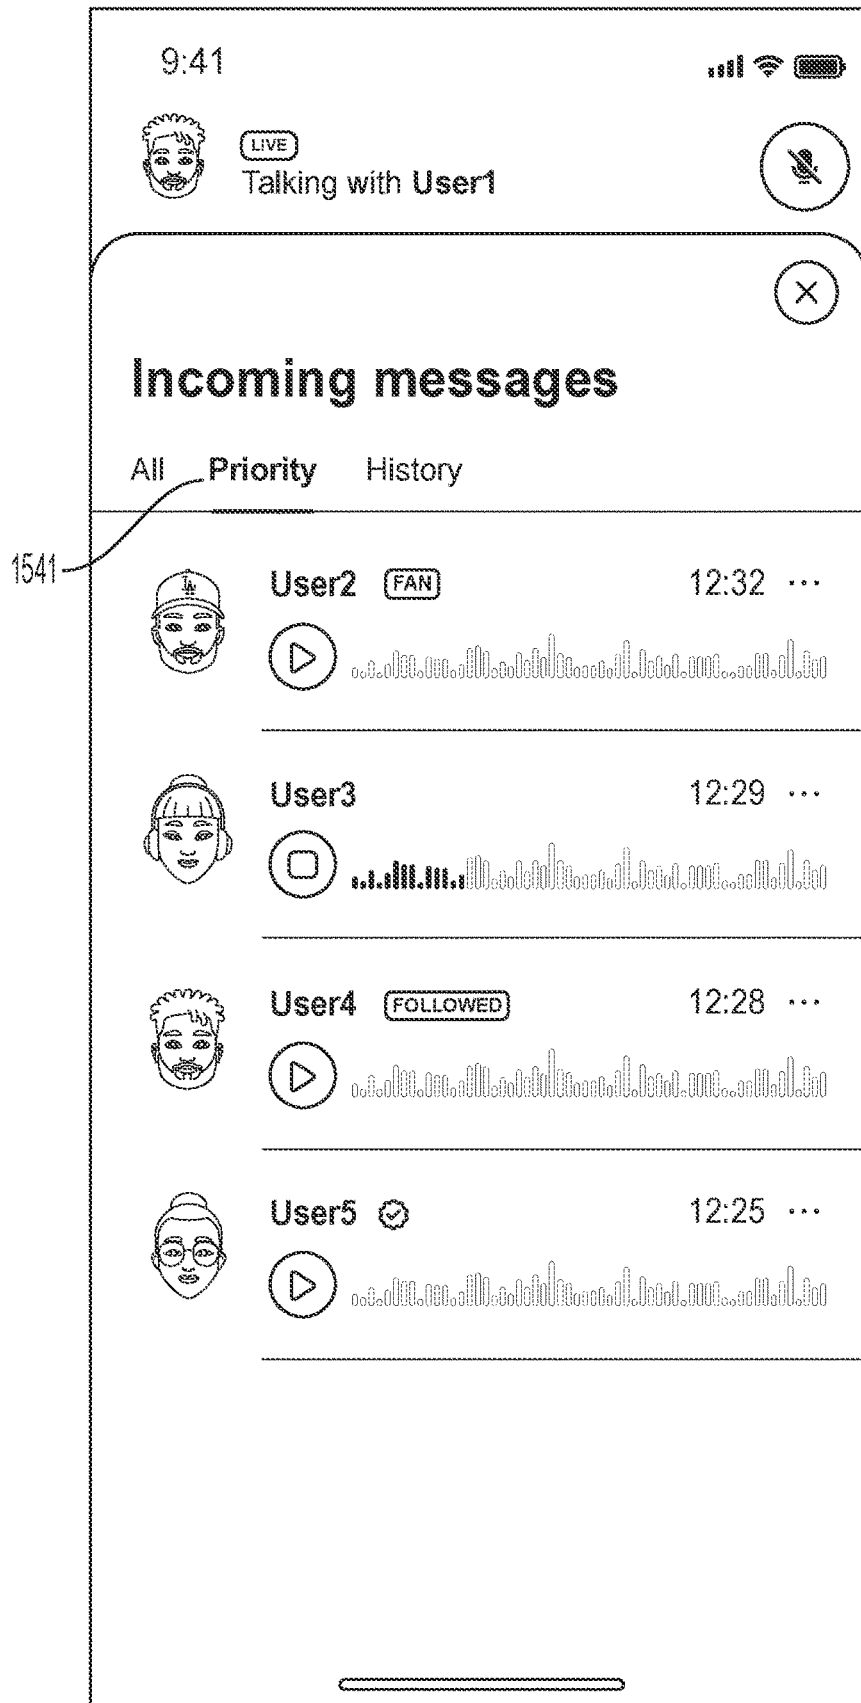 9:41
LIVE
Talking with User1
Incoming messages
All Priority History
1541
User2 FAN 12:32 ...
User3 12:29 ...
User4 FOLLOWED 12:28 ...
User5 12:25 ...